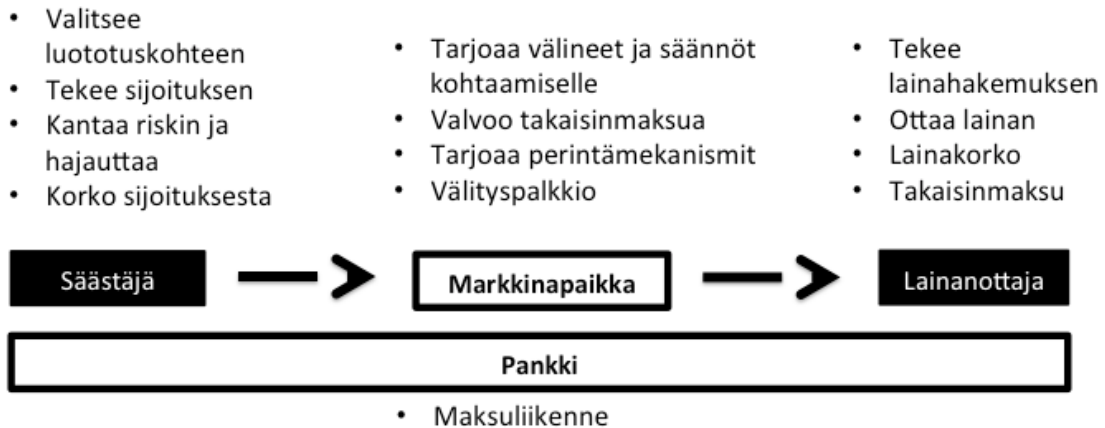 • Valitsee
luototuskohteen
• Tekee sijoituksen
• Kantaa riskin ja
hajauttaa
• Korko sijoituksesta
• Tarjoaa välineet ja säännöt
kohtaamiselle
• Valvoo takaisinmaksua
• Tarjoaa perintämekanismit
• Välityspalkkio
• Tekee
lainahakemuksen
• Ottaa lainan
• Lainakorko
• Takaisinmaksu
Säästäjä
Markkinapaikka
Lainanottaja
Pankki
• Maksuliikenne